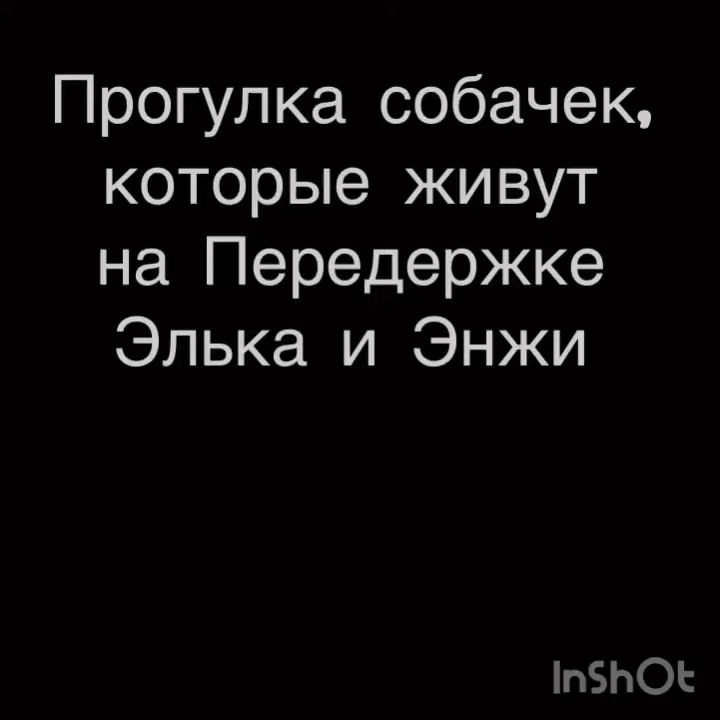 Прогулка собачек,
которые живут
на Передержке
Элька и Энжи
InShOt